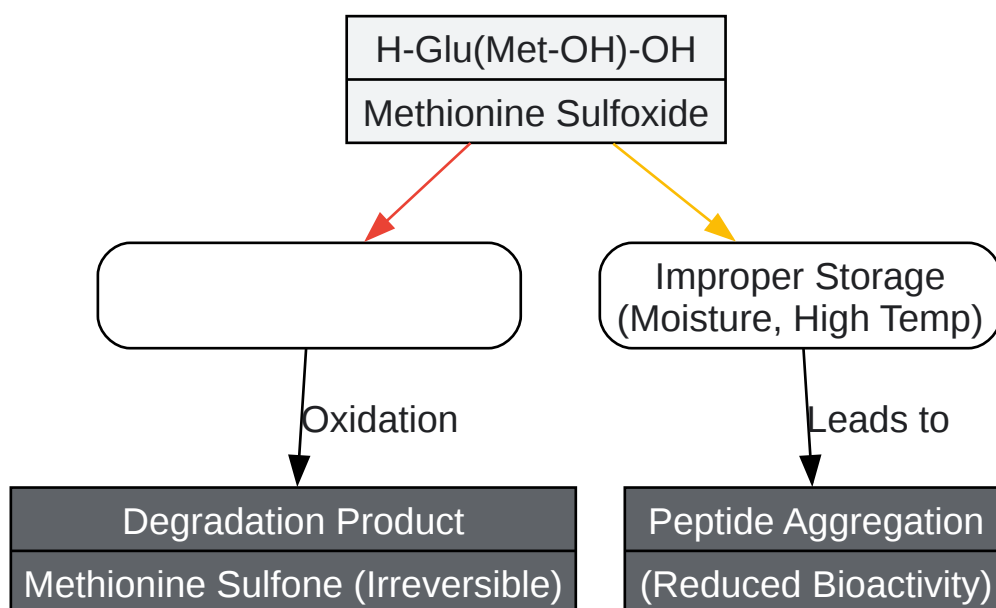 H-Glu(Met-OH)-OH
Methionine Sulfoxide
Improper Storage
(Moisture, High Temp)
Oxidation
Leads to
Degradation Product
Methionine Sulfone (Irreversible)
Peptide Aggregation
(Reduced Bioactivity)